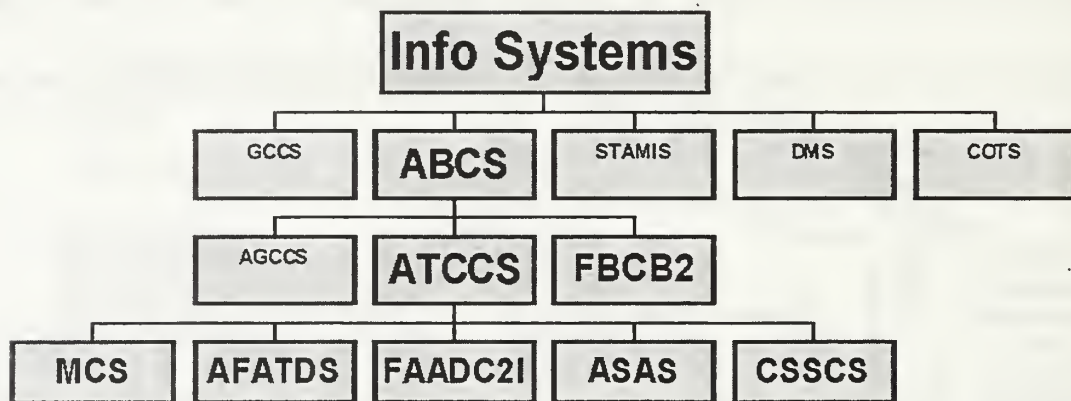 Info Systems
GCCS ABCS STAMIS DMS COTS
AGCCS ATCCS FBCB2
MCS AFATDS FAADC2I ASAS CSSCS